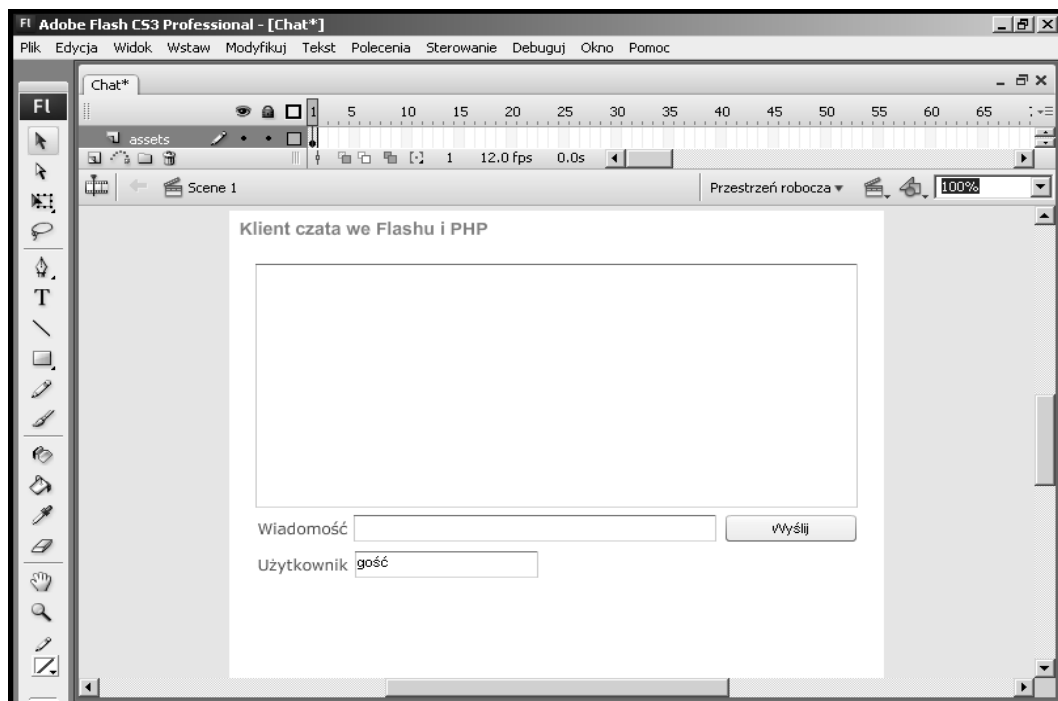 Fl Adobe Flash CS3 Professional - [Chat*]
Plik Edycja Widok Wstaw Modyfikuj Tekst Polecenia Sterowanie Debuguj Okno Pomoc
Chat*
Fl
1 5 10 15 20 25 30 35 40 45 50 55 60 65
assets
1 12.0 fps 0.0s
Scene 1
Przestrzeń robocza
100%
T
Klient czata we Flashu i PHP
Wiadomość
Wyślij
Użytkownik
gość